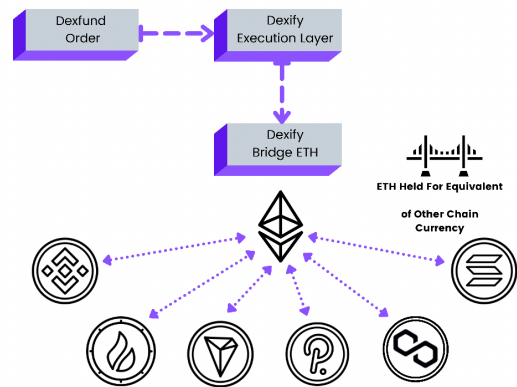 Dexfund
Order
Dexify
Execution Layer
Dexify
Bridge ETH
ETH Held For Equivalent
of Other Chain
Currency